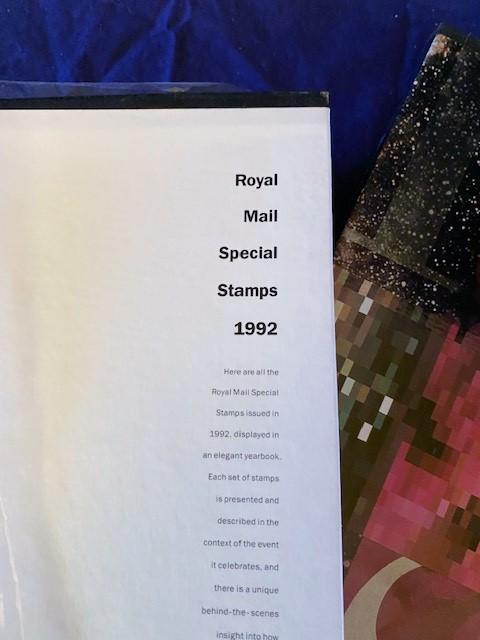 Royal
Mail
Special
Stamps
1992
Here are all the
Royal Mail Special
Stamps issued in
1992, displayed in
an elegant yearbook.
Each set of stamps
is presented and
described in the
context of the event
it celebrates, and
there is a unique
behind-the-scenes
insight into how